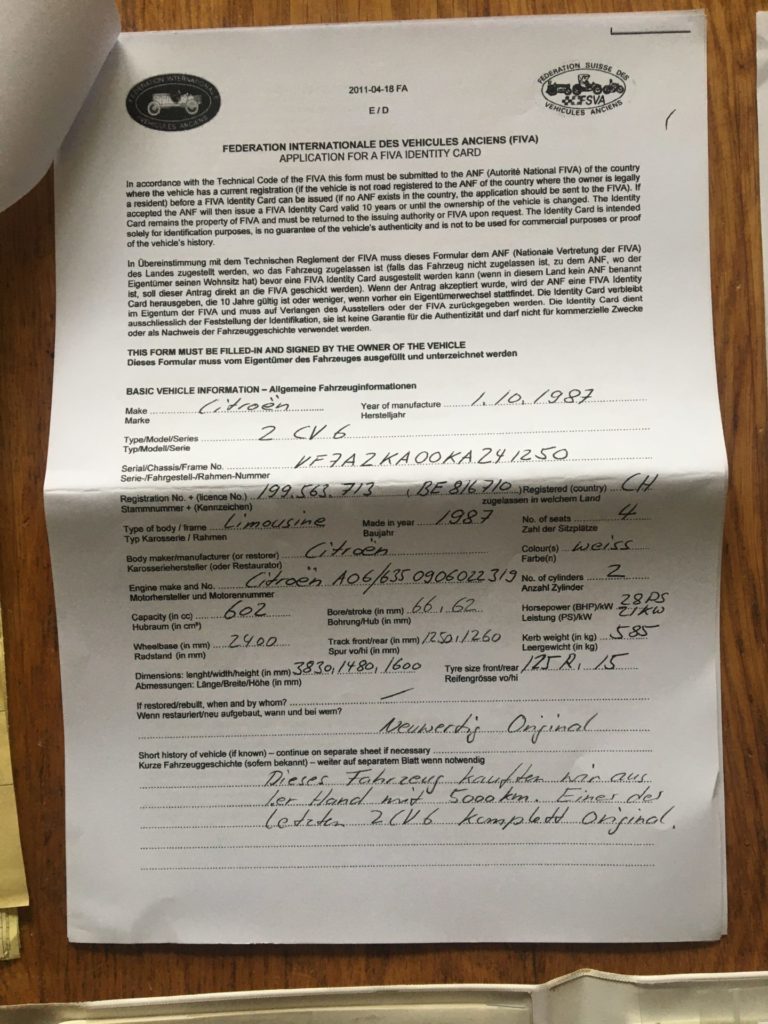 FEDERATION INTERNATIONALE
VEHICULES ANCIENS
2011-04-18 FA
E / D
FEDERATION SUISSE DES
FSVA
VEHICULES ANCIENS
FEDERATION INTERNATIONALE DES VEHICULES ANCIENS (FIVA)
APPLICATION FOR A FIVA IDENTITY CARD
In accordance with the Technical Code of the FIVA this form must be submitted to the ANF (Autorité National FIVA) of the country
where the vehicle has a current registration (if the vehicle is not road registered to the ANF of the country where the owner is legally
a resident) before a FIVA Identity Card can be issued (if no ANF exists in the country, the application should be sent to the FIVA). If
accepted the ANF will then issue a FIVA Identity Card valid 10 years or until the ownership of the vehicle is changed. The Identity
Card remains the property of FIVA and must be returned to the issuing authority or FIVA upon request. The Identity Card is intended
solely for identification purposes, is no guarantee of the vehicle's authenticity and is not to be used for commercial purposes or proof
of the vehicle's history.
In Übereinstimmung mit dem Technischen Reglement der FIVA muss dieses Formular dem ANF (Nationale Vertretung der FIVA)
des Landes zugestellt werden, wo das Fahrzeug zugelassen ist (falls das Fahrzeug nicht zugelassen ist, zu dem ANF, wo der
Eigentümer seinen Wohnsitz hat) bevor eine FIVA Identity Card ausgestellt werden kann (wenn in diesem Land kein ANF benannt
ist, soll dieser Antrag direkt an die FIVA geschickt werden). Wenn der Antrag akzeptiert wurde, wird der ANF eine FIVA Identity
Card herausgeben, die 10 Jahre gültig ist oder weniger, wenn vorher ein Eigentümerwechsel stattfindet. Die Identity Card verbleibt
im Eigentum der FIVA und muss auf Verlangen des Ausstellers oder der FIVA zurückgegeben werden. Die Identity Card dient
ausschliesslich der Feststellung der Identifikation, sie ist keine Garantie für die Authentizität und darf nicht für kommerzielle Zwecke
oder als Nachweis der Fahrzeuggeschichte verwendet werden.
THIS FORM MUST BE FILLED-IN AND SIGNED BY THE OWNER OF THE VEHICLE
Dieses Formular muss vom Eigentümer des Fahrzeuges ausgefüllt und unterzeichnet werden
BASIC VEHICLE INFORMATION – Allgemeine Fahrzeuginformationen
Make Citroën Year of manufacture 1.10.1987
Marke Herstelljahr
Type/Model/Series 2 CV 6
Typ/Modell/Serie
Serial/Chassis/Frame No. VF7AZKA00KA241250
Serie-/Fahrgestell-/Rahmen-Nummer
Registration No. + (licence No.) 199.563.713 (BE 816710) Registered (country) CH
Stammnummer + (Kennzeichen) zugelassen in welchem Land
Type of body / frame Limousine Made in year 1987 No. of seats 4
Typ Karosserie / Rahmen Baujahr Zahl der Sitzplätze
Body maker/manufacturer (or restorer) Citroën Colour(s) weiss
Karosseriehersteller (oder Restaurator) Farbe(n)
Engine make and No. Citroën A06/635 0906022319 No. of cylinders 2
Motorhersteller und Motorennummer Anzahl Zylinder
Capacity (in cc) 602 Bore/stroke (in mm) 66, 62 Horsepower (BHP)/kW 28 PS
Hubraum (in cm³) Bohrung/Hub (in mm) Leistung (PS)/kW 21 KW
Wheelbase (in mm) 2400 Track front/rear (in mm) 1250, 1260 Kerb weight (in kg) 585
Radstand (in mm) Spur vo/hi (in mm) Leergewicht (in kg)
Dimensions: lenght/width/height (in mm) 3830, 1480, 1600 Tyre size front/rear 125 R. 15
Abmessungen: Länge/Breite/Höhe (in mm) Reifengrösse vo/hi
If restored/rebuilt, when and by whom? –
Wenn restauriert/neu aufgebaut, wann und bei wem?
Neuwertig Original
Short history of vehicle (if known) – continue on separate sheet if necessary
Kurze Fahrzeuggeschichte (sofern bekannt) – weiter auf separatem Blatt wenn notwendig
Dieses Fahrzeug kauften wir aus
1er Hand mit 5000 km. Eines des
letzten 2CV6 Komplett Original.